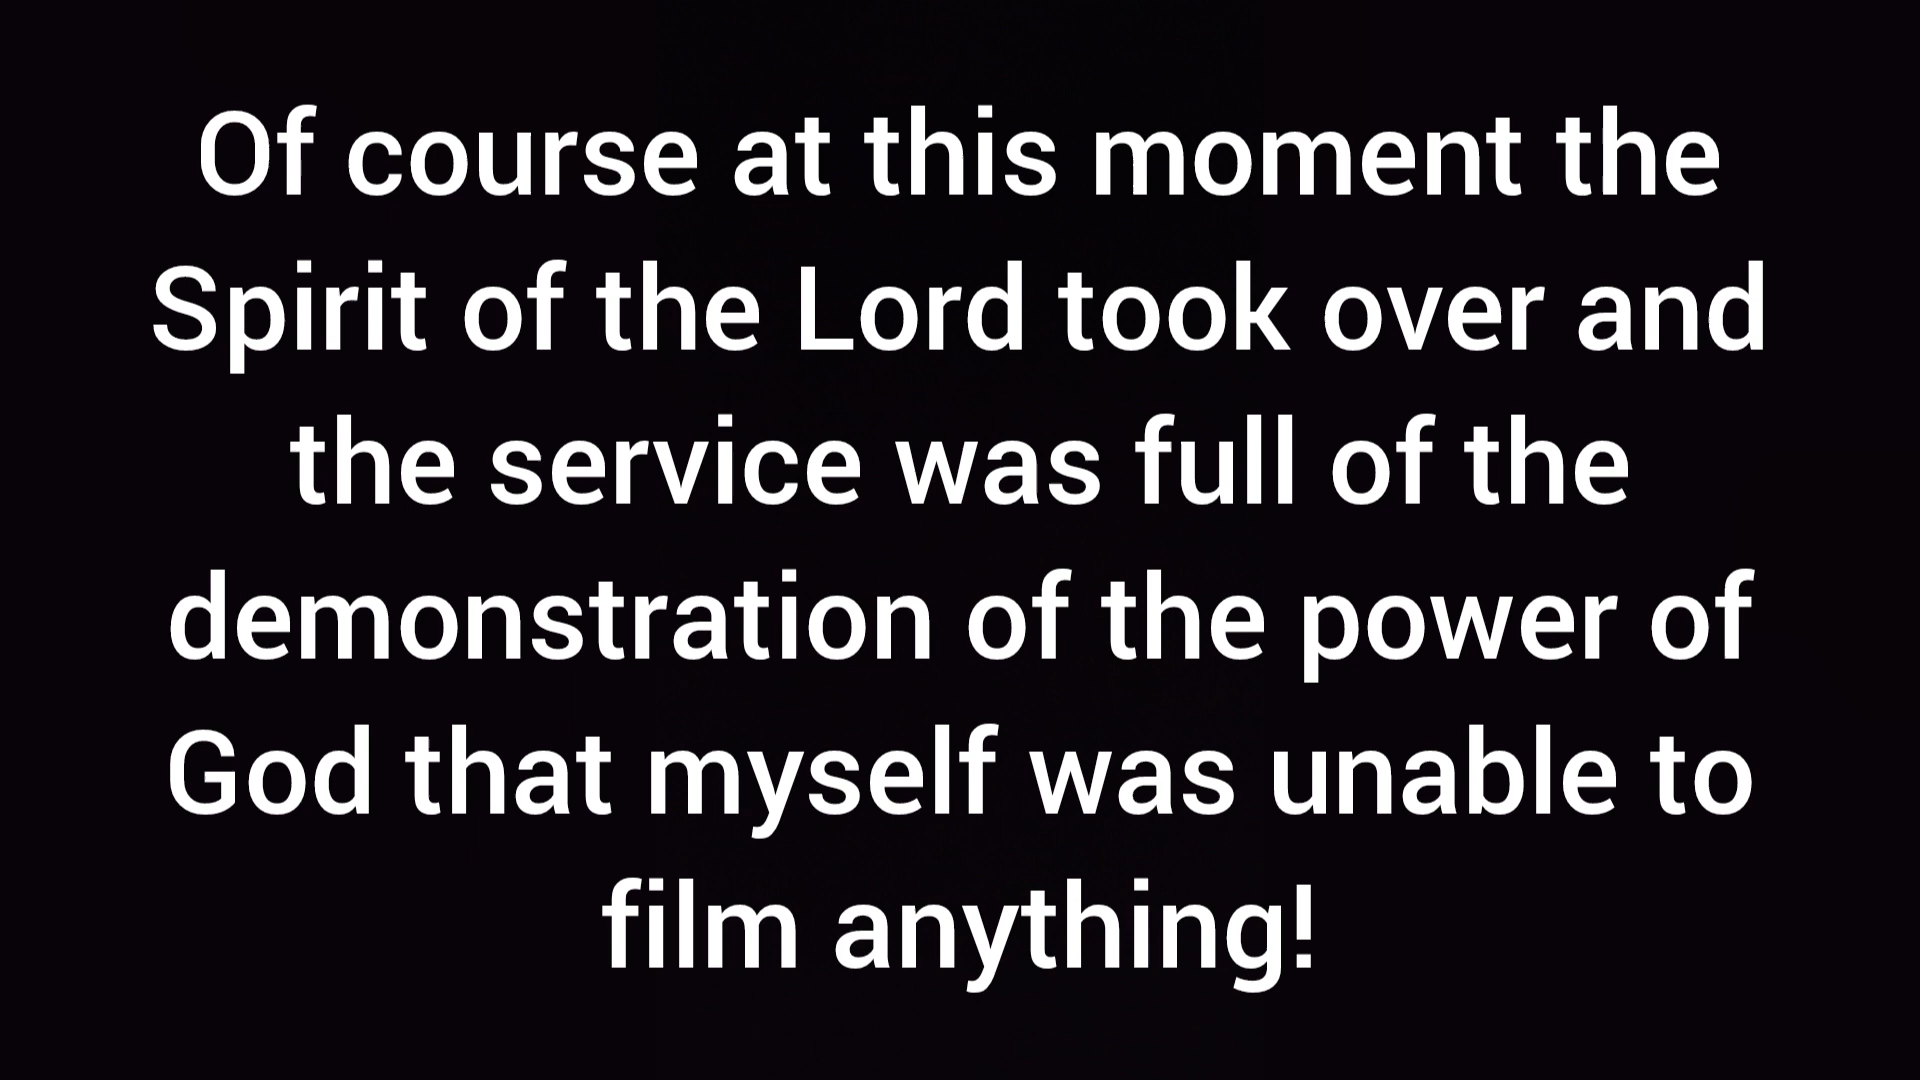 Of course at this moment the
Spirit of the Lord took over and
the service was full of the
demonstration of the power of
God that myself was unable to
film anything!